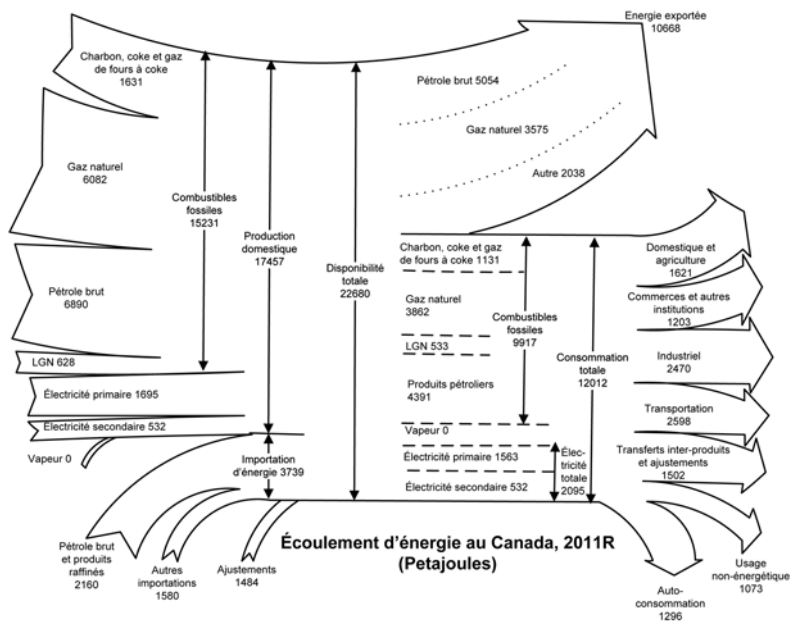 Energie exportée
10668
Charbon, coke et gaz
de fours à coke
1631
Pétrole brut 5054
Gaz naturel 3575
Autre 2038
Gaz naturel
6082
Combustibles
fossiles
15231
Production
domestique
17457
Disponibilité
totale
22680
Charbon, coke et gaz
de fours à coke 1131
Gaz naturel
3862
LGN 533
Produits pétroliers
4391
Combustibles
fossiles
9917
Consommation
totale
12012
Vapeur 0
Électricité primaire 1563
Électricité secondaire 532
Élec-
tricité
totale
2095
Domestique et
agriculture
1621
Commerces et autres
institutions
1203
Industriel
2470
Transportation
2598
Transferts inter-produits
et ajustements
1502
Pétrole brut
6890
LGN 628
Électricité primaire 1695
Électricité secondaire 532
Vapeur 0
Importation
d'énergie 3739
Pétrole brut
et produits
raffinés
2160
Autres
importations
1580
Ajustements
1484
Écoulement d'énergie au Canada, 2011R
(Petajoules)
Usage
non-énergétique
1073
Auto-
consommation
1296